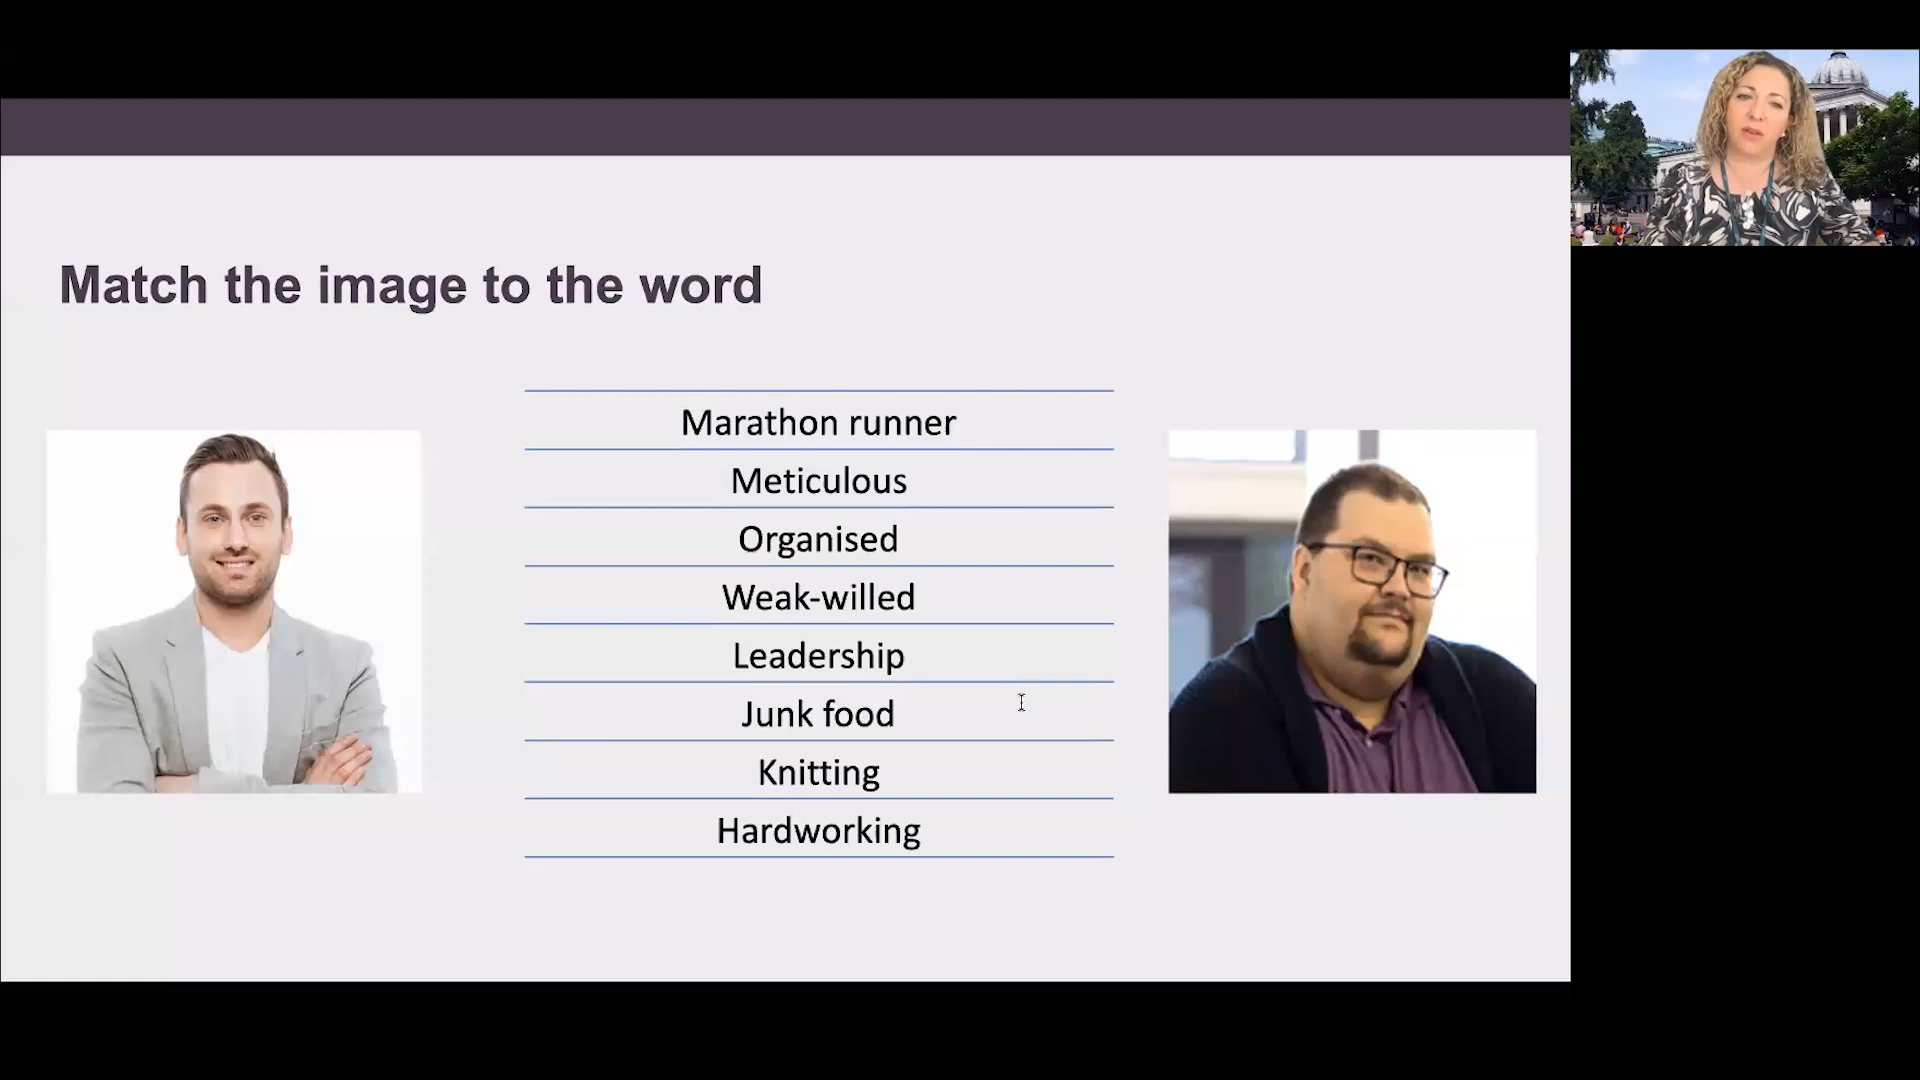 Match the image to the word
Marathon runner
Meticulous
Organised
Weak-willed
Leadership
Junk food
Knitting
Hardworking